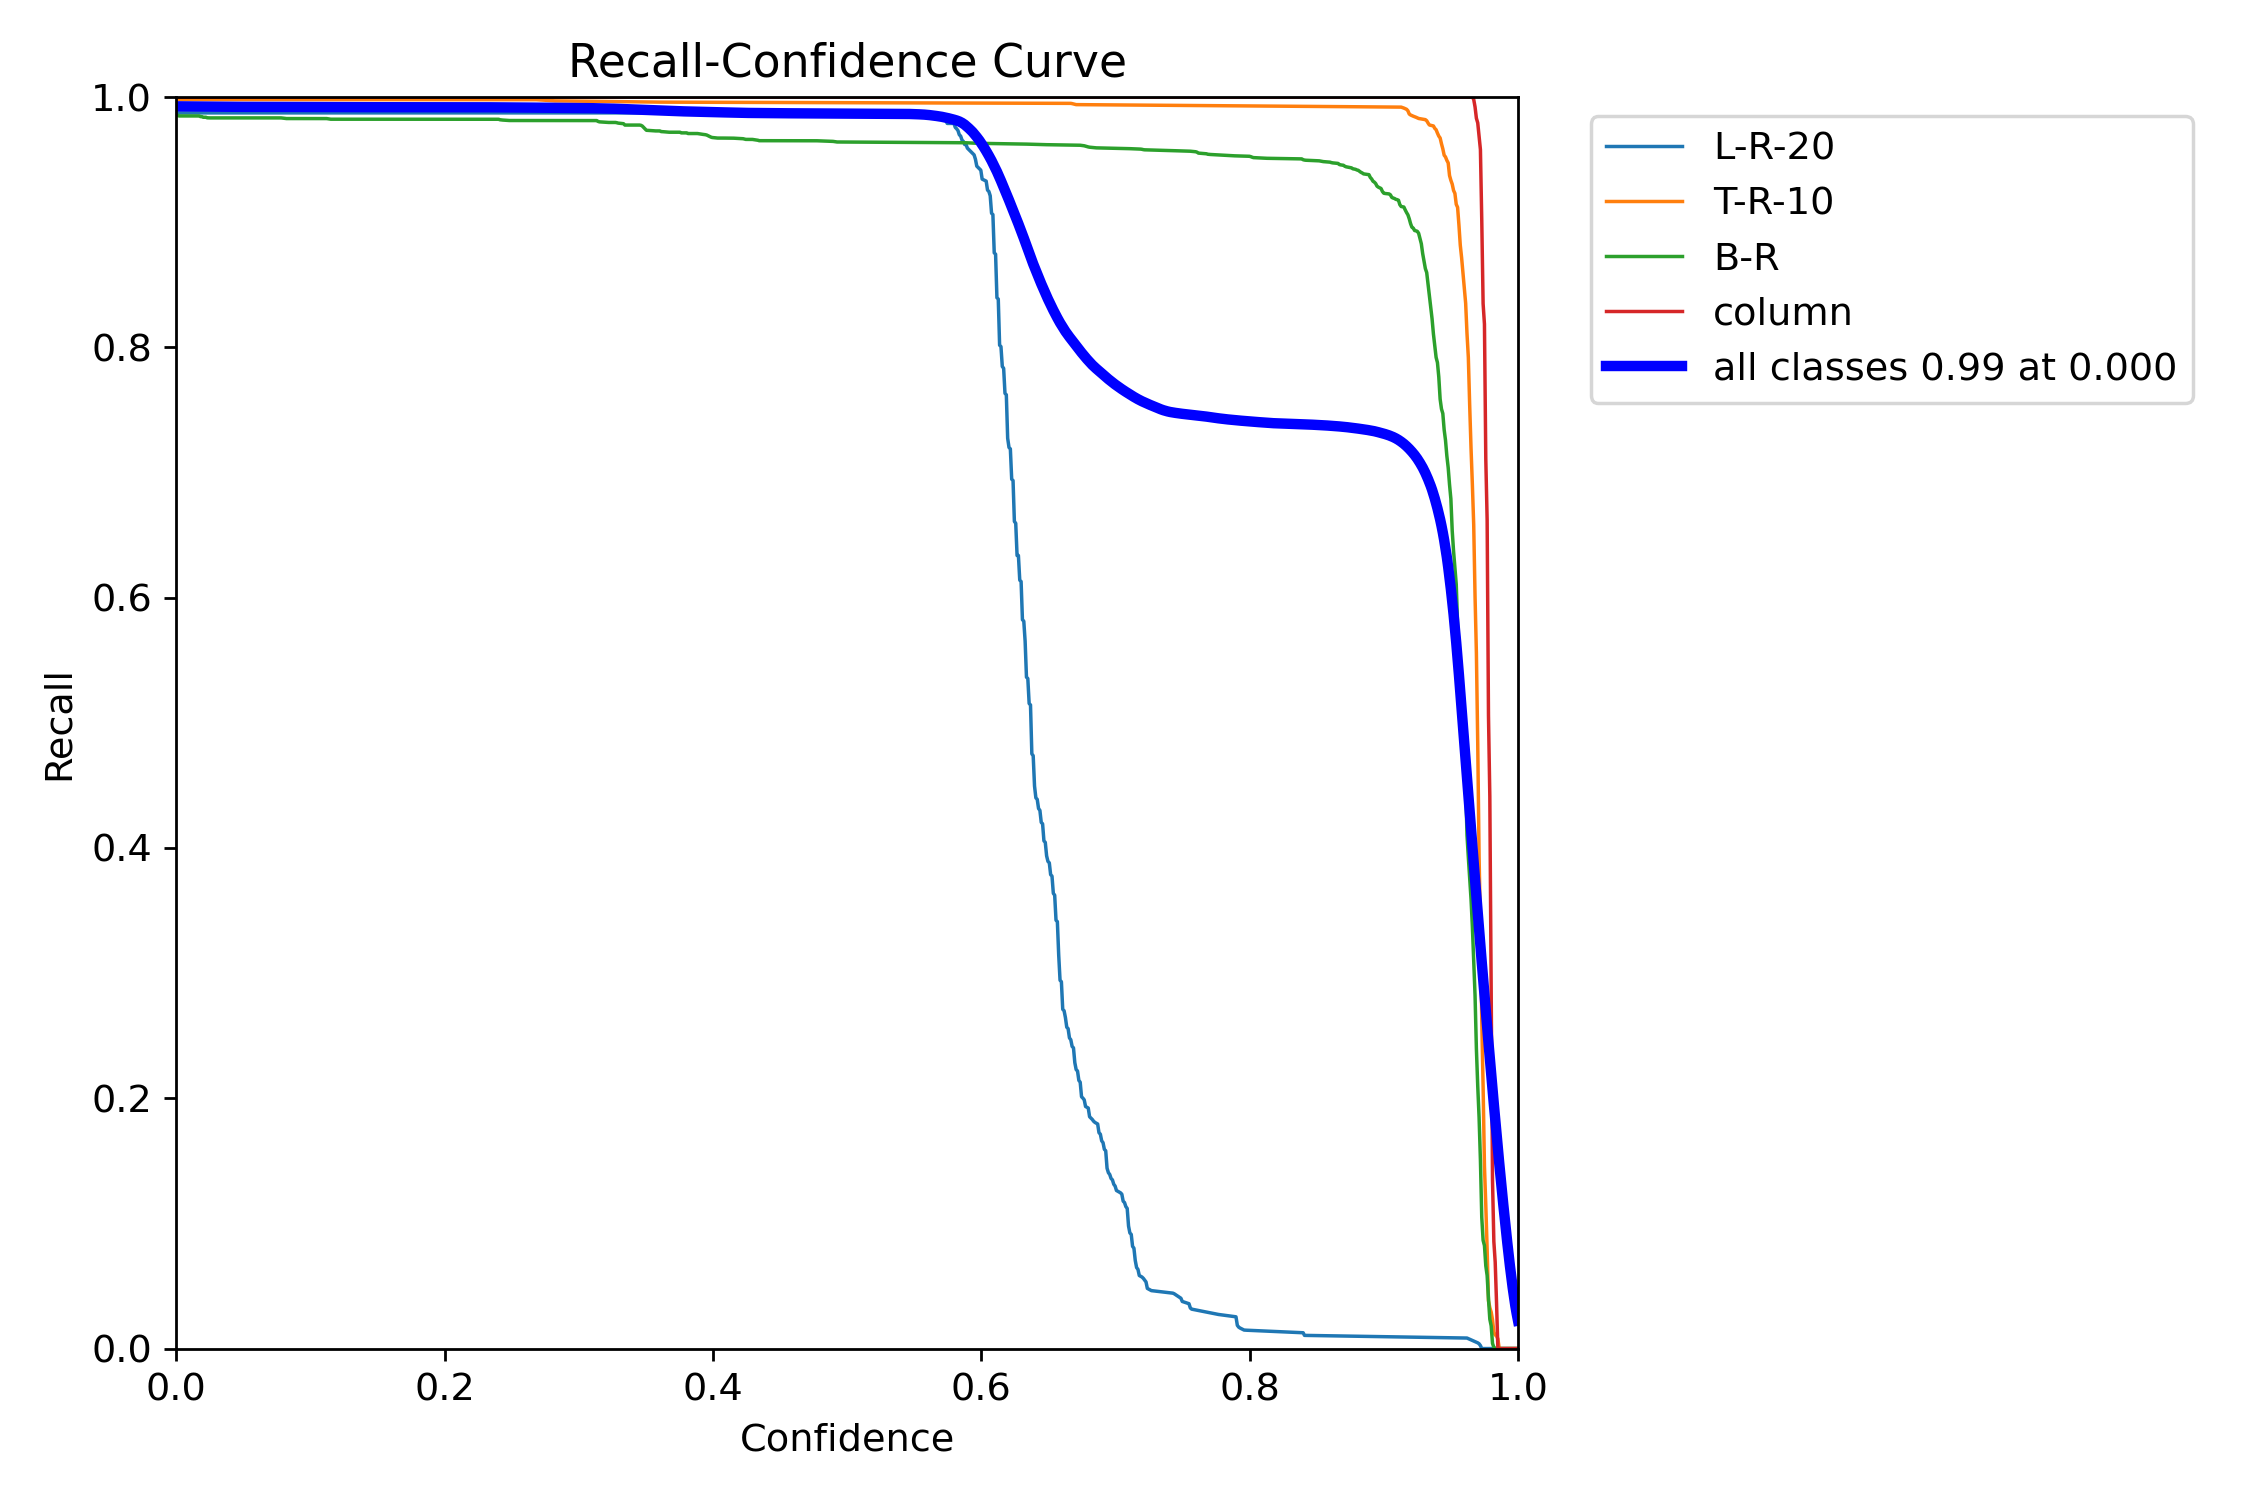 Recall-Confidence Curve
1.0
0.8
0.6
0.4
0.2
0.0
Recall
0.0 0.2 0.4 0.6 0.8 1.0
Confidence
L-R-20
T-R-10
B-R
column
all classes 0.99 at 0.000